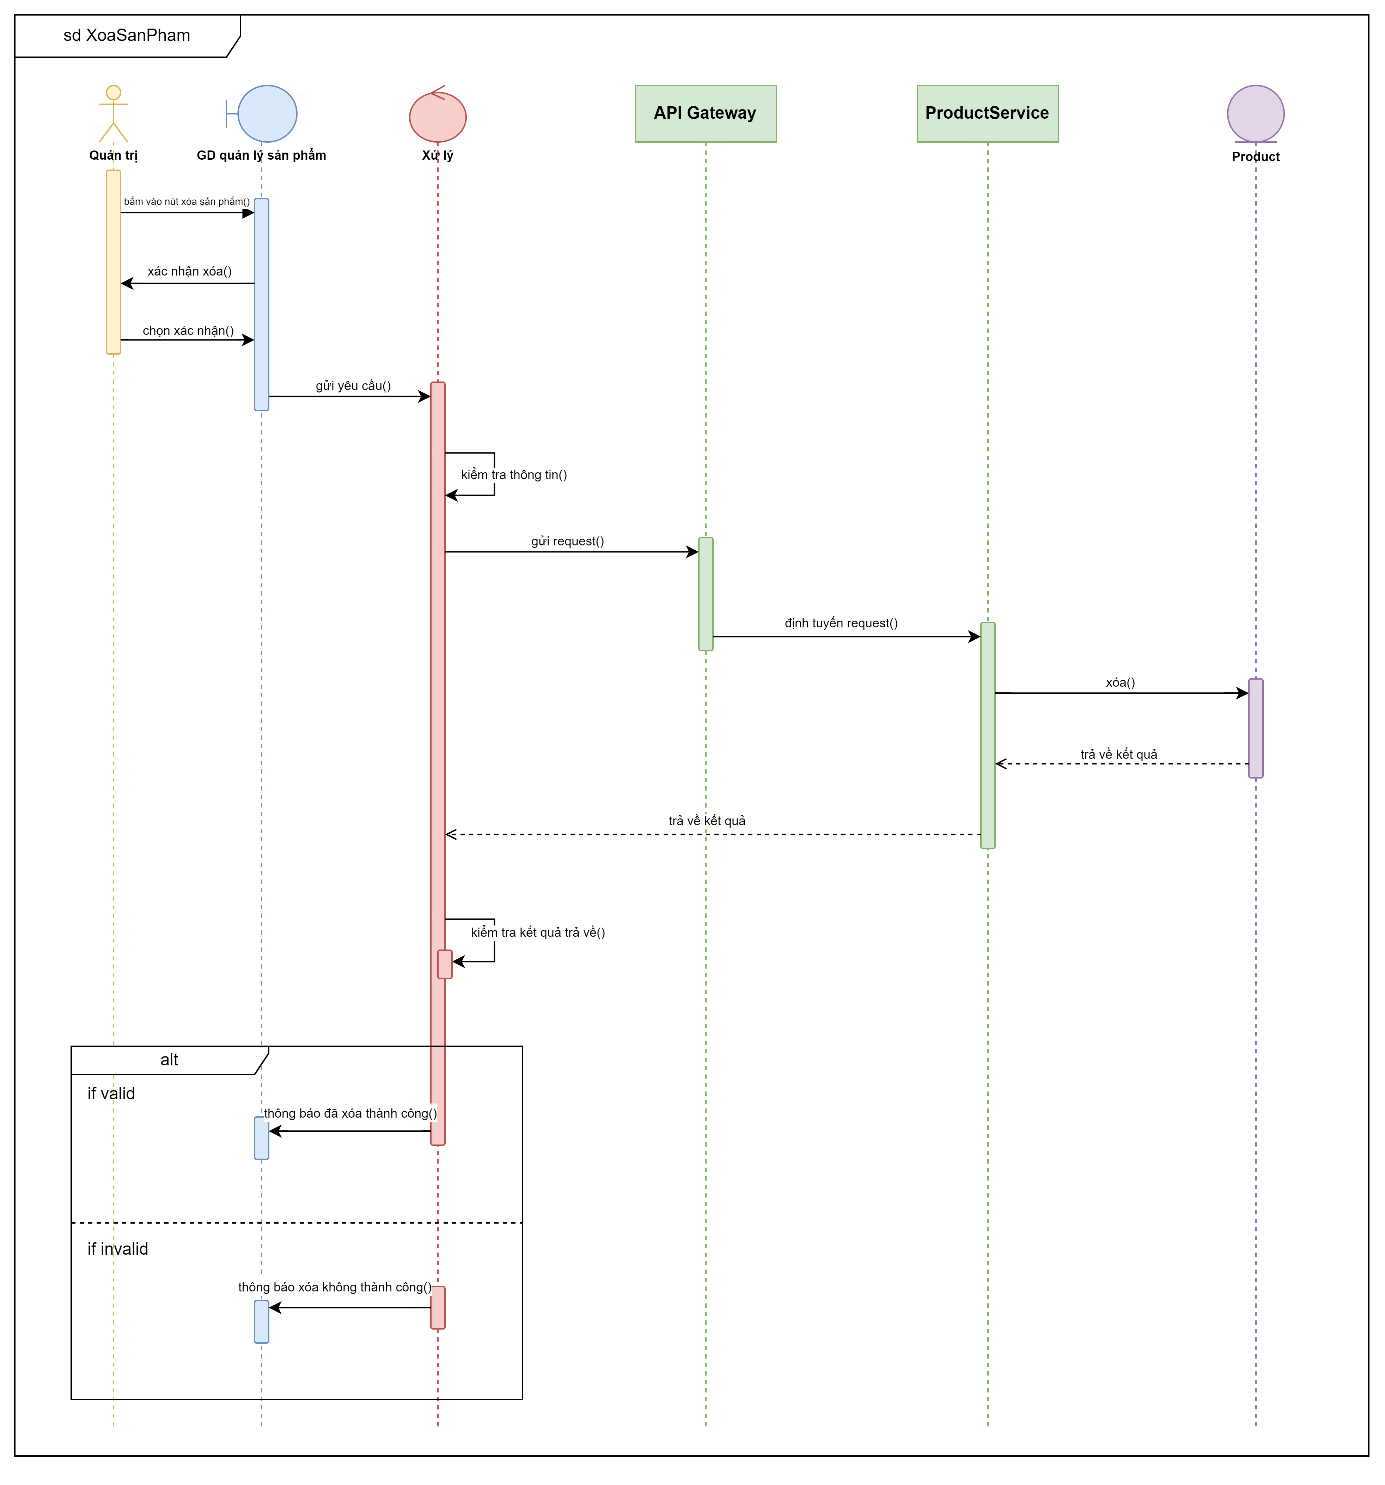 sd XoaSanPham
API Gateway
ProductService
Quản trị
GD quản lý sản phẩm
Xử lý
Product
bấm vào nút xóa sản phẩm()
xác nhận xóa()
chọn xác nhận()
gửi yêu cầu()
kiểm tra thông tin()
gửi request()
định tuyến request()
xóa()
trả về kết quả
trả về kết quả
kiểm tra kết quả trả về()
alt
if valid
thông báo đã xóa thành công()
if invalid
thông báo xóa không thành công()